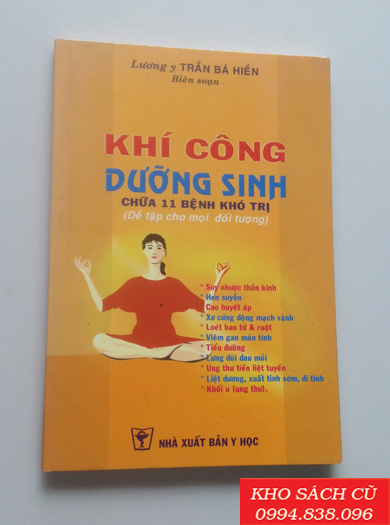 Lương y TRẦN BÁ HIỀN
Biên soạn
KHÍ CÔNG
DƯỠNG SINH
CHỮA 11 BỆNH KHÓ TRỊ
(Dễ tập cho mọi đối tượng)
* Suy nhược thần kinh
* Hen suyễn
* Cao huyết áp
* Xơ cứng động mạch vành
* Loét bao tử & ruột
* Viêm gan mãn tính
* Tiểu đường
* Lưng đùi đau mỏi
* Ung thư tiền liệt tuyến
* Liệt dương, xuất tinh sớm, di tinh
* Khối u (ung thư).
NHÀ XUẤT BẢN Y HỌC
KHO SÁCH CŨ
0994.838.096